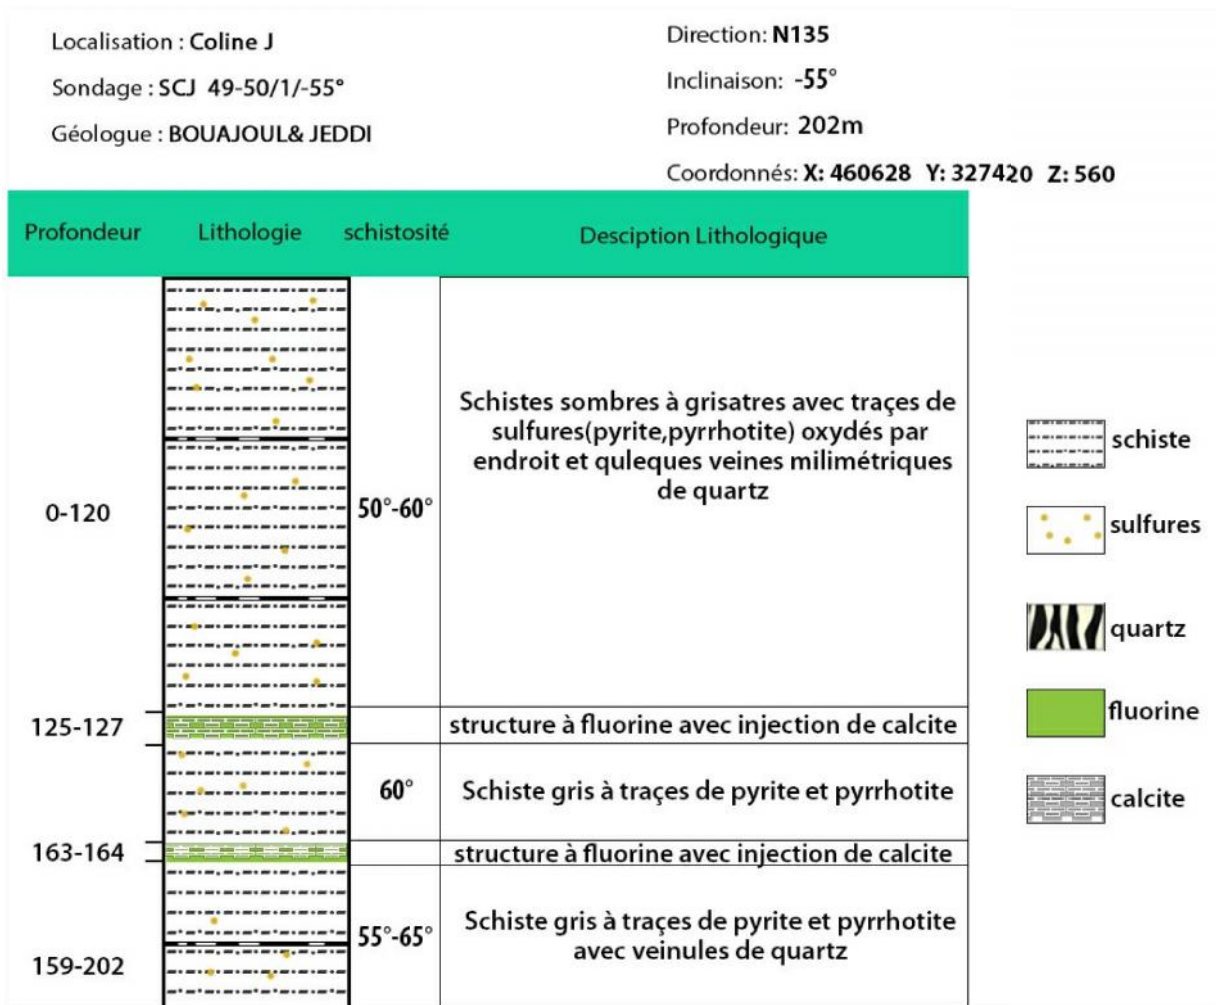 Localisation : Coline J
Sondage : SCJ 49-50/1/-55°
Géologue : BOUAJOUL& JEDDI
Direction: N135
Inclinaison: -55°
Profondeur: 202m
Coordonnés: X: 460628 Y: 327420 Z: 560
Profondeur Lithologie schistosité Desciption Lithologique
0-120
50°-60°
Schistes sombres à grisatres avec traçes de
sulfures(pyrite,pyrrhotite) oxydés par
endroit et quleques veines milimétriques
de quartz
125-127
structure à fluorine avec injection de calcite
60°
Schiste gris à traçes de pyrite et pyrrhotite
163-164
structure à fluorine avec injection de calcite
159-202
55°-65°
Schiste gris à traçes de pyrite et pyrrhotite
avec veinules de quartz
schiste
sulfures
quartz
fluorine
calcite